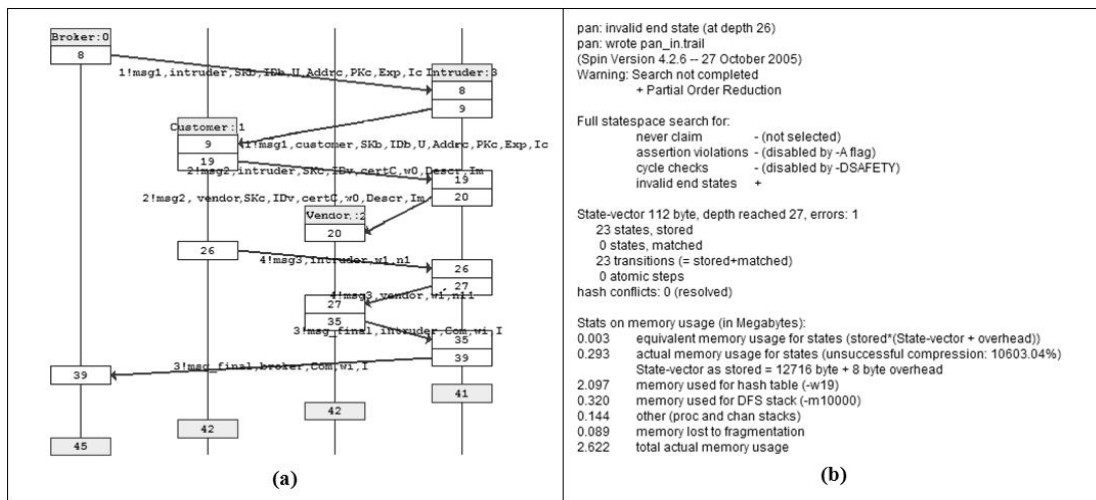 Broker:0
8
1!msg1,intruder,SKb,IDb,U,Addrc,PKc,Exp,Ic
Intruder:3
8
9
Customer:1
9
1!msg1,customer,SKb,IDb,U,Addrc,PKc,Exp,Ic
19
2!msg2,intruder,SKc,IDv,certC,w0,Descr,Im
19
2!msg2, vendor,SKc,IDv,certC,w0,Descr,Im
20
Vendor,:2
20
26
4!msg3,intruder,w1,n1
26
27
4!msg3,vendor,w1,n11
27
35
3!msg_final,intruder,Com,wi,I
35
39
39
3!msg_final,broker,Com,wi,I
41
42
42
45
(a)
pan: invalid end state (at depth 26)
pan: wrote pan_in.trail
(Spin Version 4.2.6 -- 27 October 2005)
Warning: Search not completed
+ Partial Order Reduction
Full statespace search for:
never claim - (not selected)
assertion violations - (disabled by -A flag)
cycle checks - (disabled by -DSAFETY)
invalid end states +
State-vector 112 byte, depth reached 27, errors: 1
23 states, stored
0 states, matched
23 transitions (= stored+matched)
0 atomic steps
hash conflicts: 0 (resolved)
Stats on memory usage (in Megabytes):
0.003 equivalent memory usage for states (stored*(State-vector + overhead))
0.293 actual memory usage for states (unsuccessful compression: 10603.04%)
State-vector as stored = 12716 byte + 8 byte overhead
2.097 memory used for hash table (-w19)
0.320 memory used for DFS stack (-m10000)
0.144 other (proc and chan stacks)
0.089 memory lost to fragmentation
2.622 total actual memory usage
(b)